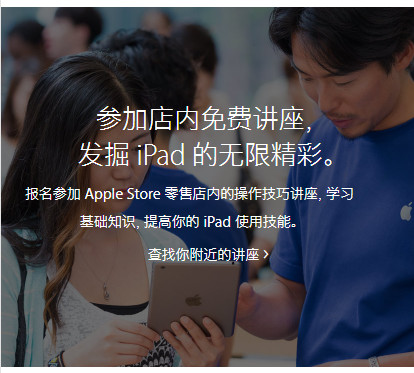 参加店内免费讲座，
发掘 iPad 的无限精彩。
报名参加 Apple Store 零售店内的操作技巧讲座, 学习
基础知识, 提高你的 iPad 使用技能。
查找你附近的讲座 >